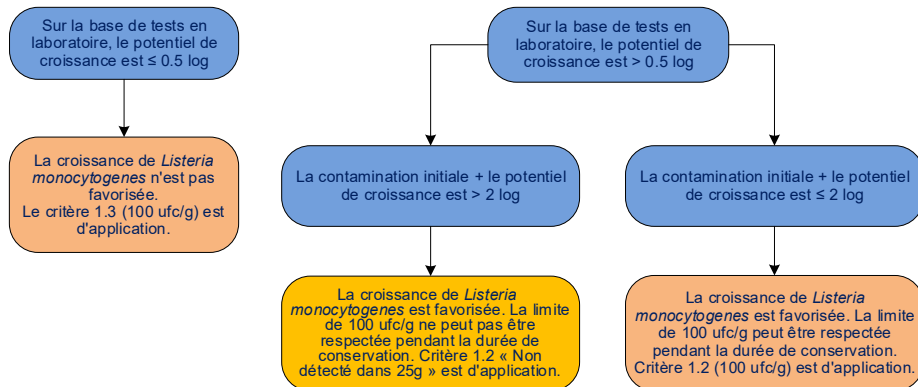 Sur la base de tests en
laboratoire, le potentiel de
croissance est ≤ 0.5 log
La croissance de Listeria
monocytogenes n'est pas
favorisée.
Le critère 1.3 (100 ufc/g) est
d'application.
Sur la base de tests en
laboratoire, le potentiel de
croissance est > 0.5 log
La contamination initiale + le potentiel
de croissance est > 2 log
La contamination initiale + le potentiel
de croissance est ≤ 2 log
La croissance de Listeria
monocytogenes est favorisée. La limite
de 100 ufc/g ne peut pas être
respectée pendant la durée de
conservation. Critère 1.2 « Non
détecté dans 25g » est d'application.
La croissance de Listeria
monocytogenes est favorisée. La limite
de 100 ufc/g peut être respectée
pendant la durée de conservation.
Critère 1.2 (100 ufc/g) est d'application.